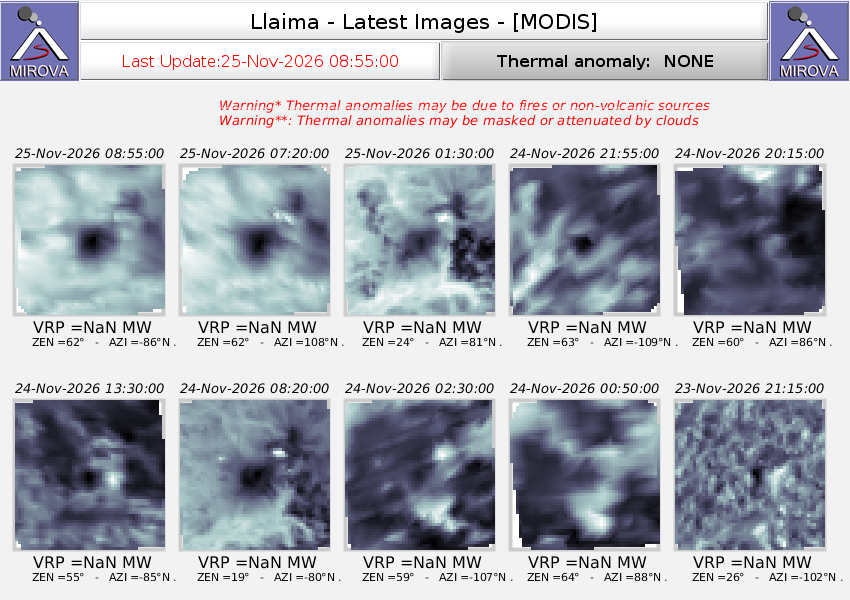 Llaima - Latest Images - [MODIS]
MIROVA
Last Update:25-Nov-2026 08:55:00
Thermal anomaly: NONE
MIROVA
Warning* Thermal anomalies may be due to fires or non-volcanic sources
Warning**: Thermal anomalies may be masked or attenuated by clouds
25-Nov-2026 08:55:00
25-Nov-2026 07:20:00
25-Nov-2026 01:30:00
24-Nov-2026 21:55:00
24-Nov-2026 20:15:00
VRP =NaN MW
VRP =NaN MW
VRP =NaN MW
VRP =NaN MW
VRP =NaN MW
ZEN =62° - AZI =-86°N .
ZEN =62° - AZI =108°N .
ZEN =24° - AZI =81°N .
ZEN =63° - AZI =-109°N .
ZEN =60° - AZI =86°N .
24-Nov-2026 13:30:00
24-Nov-2026 08:20:00
24-Nov-2026 02:30:00
24-Nov-2026 00:50:00
23-Nov-2026 21:15:00
VRP =NaN MW
VRP =NaN MW
VRP =NaN MW
VRP =NaN MW
VRP =NaN MW
ZEN =55° - AZI =-85°N .
ZEN =19° - AZI =-80°N .
ZEN =59° - AZI =-107°N .
ZEN =64° - AZI =88°N .
ZEN =26° - AZI =-102°N .